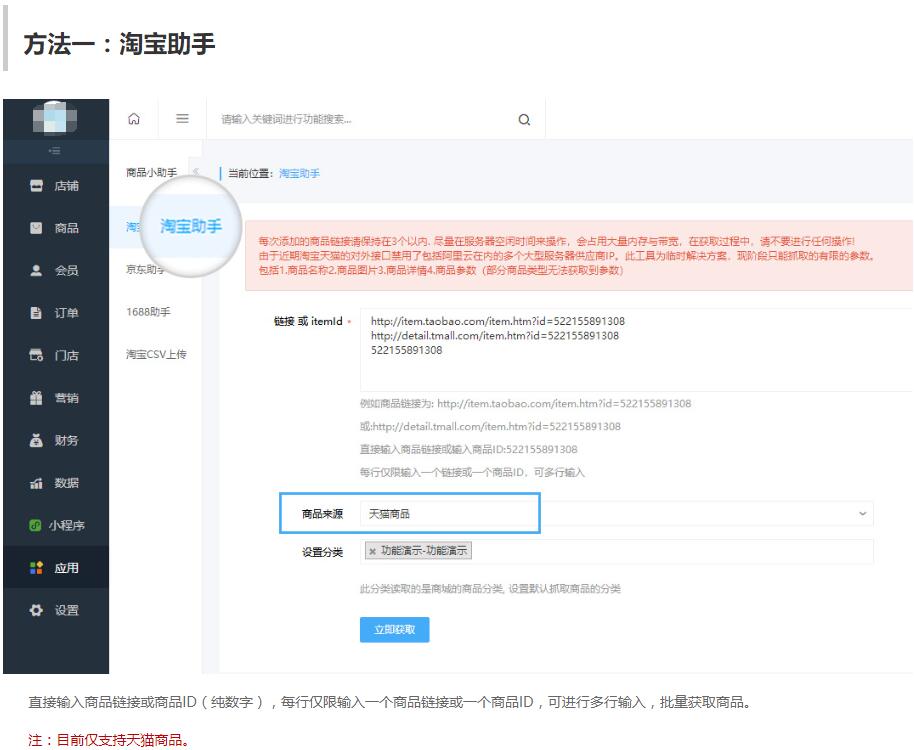 方法一：淘宝助手
请输入关键词进行功能搜索...
商品小助手
当前位置：淘宝助手
店铺
商品
会员
订单
门店
营销
财务
数据
小程序
应用
设置
淘宝助手
京东助手
1688助手
淘宝CSV上传
每次添加的商品链接请保持在3个以内, 尽量在服务器空闲时间来操作，会占用大量内存与带宽，在获取过程中，请不要进行任何操作!
由于近期淘宝天猫的对外接口禁用了包括阿里云在内的多个大型服务器供应商IP。此工具为临时解决方案，现阶段只能抓取的有限的参数。
包括1.商品名称2.商品图片3.商品详情4.商品参数（部分商品类型无法获取到参数）
链接 或 itemId *
http://item.taobao.com/item.htm?id=522155891308
http://detail.tmall.com/item.htm?id=522155891308
522155891308
例如商品链接为: http://item.taobao.com/item.htm?id=522155891308
或:http://detail.tmall.com/item.htm?id=522155891308
直接输入商品链接或输入商品ID:522155891308
每行仅限输入一个链接或一个商品ID，可多行输入
商品来源 天猫商品
设置分类 × 功能演示-功能演示
此分类读取的是商城的商品分类, 设置默认抓取商品的分类
立即获取
直接输入商品链接或商品ID（纯数字），每行仅限输入一个商品链接或一个商品ID，可进行多行输入，批量获取商品。
注：目前仅支持天猫商品。